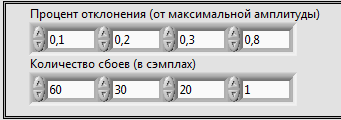 Процент отклонения (от максимальной амплитуды)
0,1 0,2 0,3 0,8
Количество сбоев (в сэмплах)
60 30 20 1